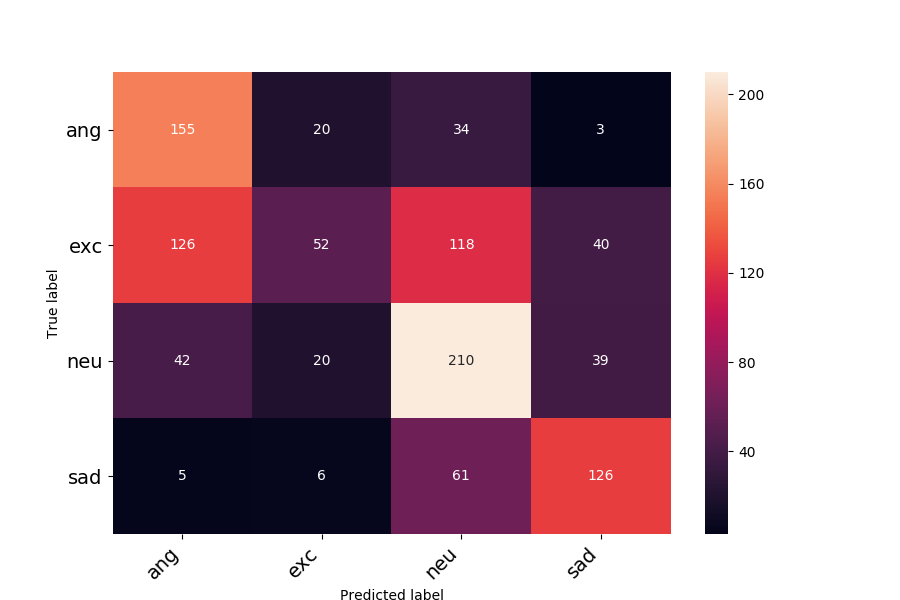 ang 155 20 34 3
exc 126 52 118 40
neu 42 20 210 39
sad 5 6 61 126
ang exc neu sad
Predicted label
True label
200
160
120
80
40